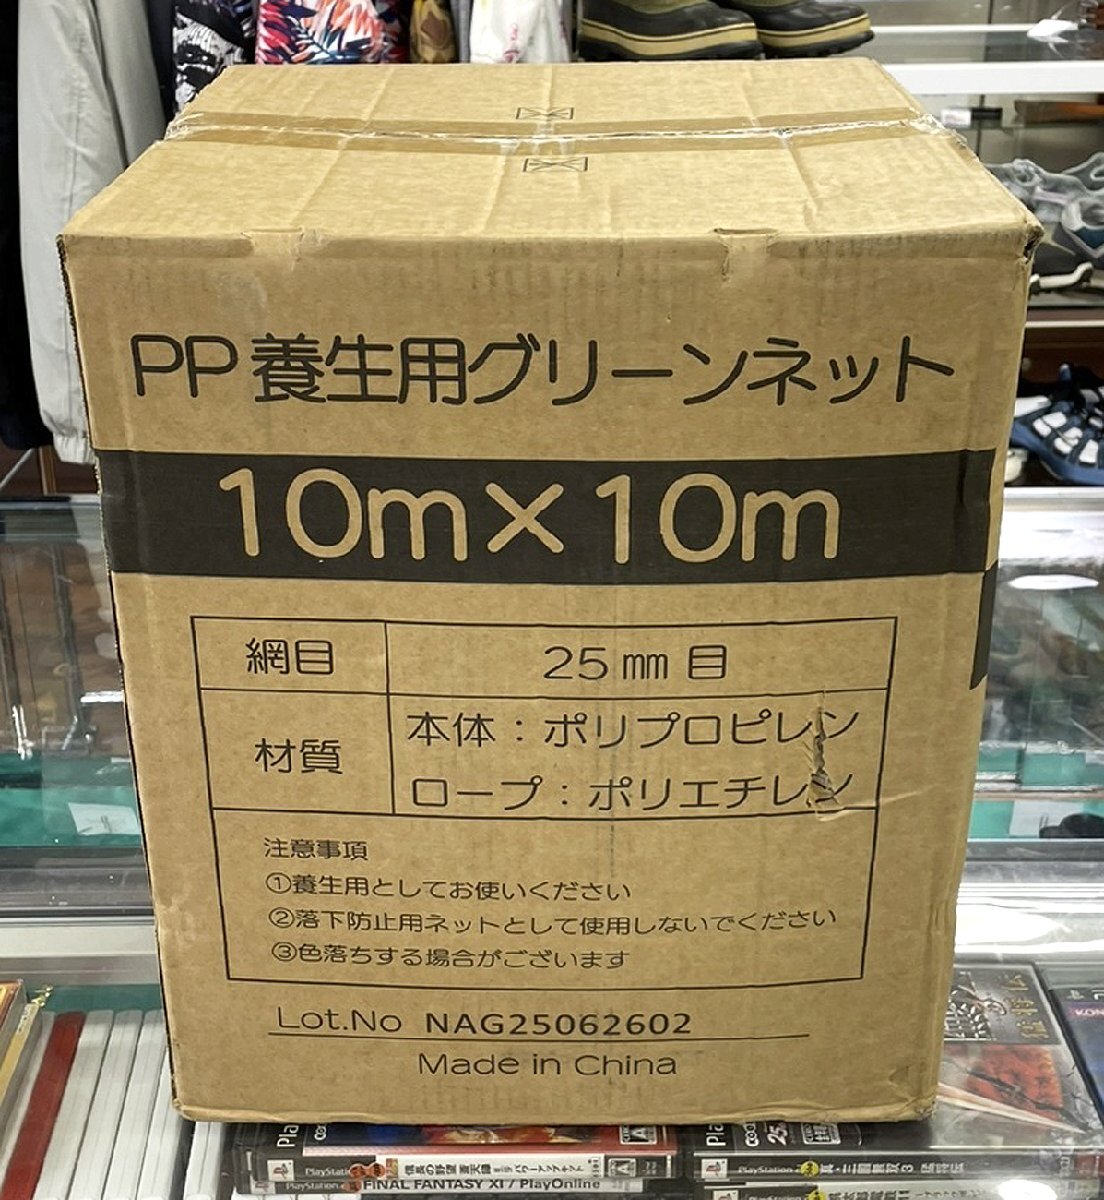 PP養生用グリーンネット
10m×10m
網目 25mm目
材質 本体：ポリプロピレン
ロープ：ポリエチレン
注意事項
①養生用としてお使いください
②落下防止用ネットとして使用しないでください
③色落ちする場合がございます
Lot.No NAG25062602
Made in China
PlayStation
FINAL FANTASY XI / PlayOnline
PlayStation